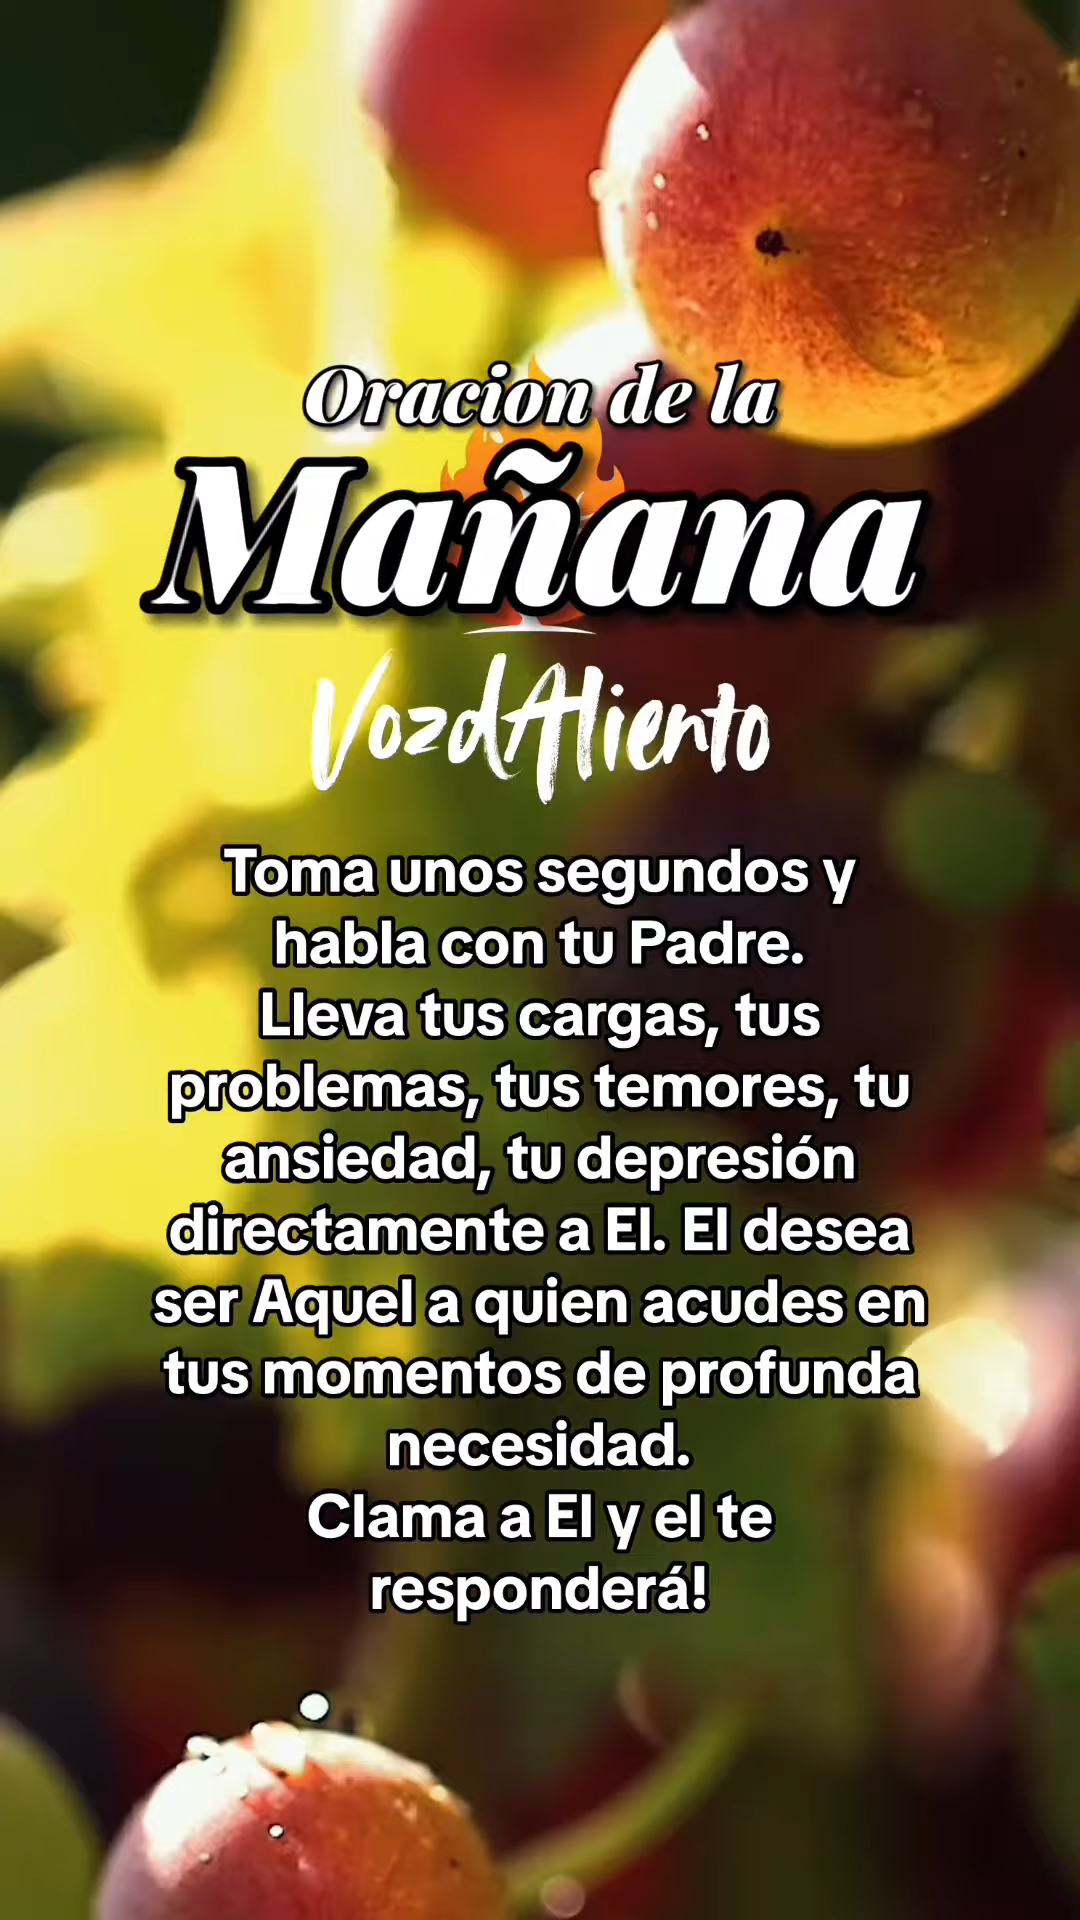 Oracion de la
Mañana
VozdAliento
Toma unos segundos y
habla con tu Padre.
Lleva tus cargas, tus
problemas, tus temores, tu
ansiedad, tu depresión
directamente a El. El desea
ser Aquel a quien acudes en
tus momentos de profunda
necesidad.
Clama a El y el te
responderá!